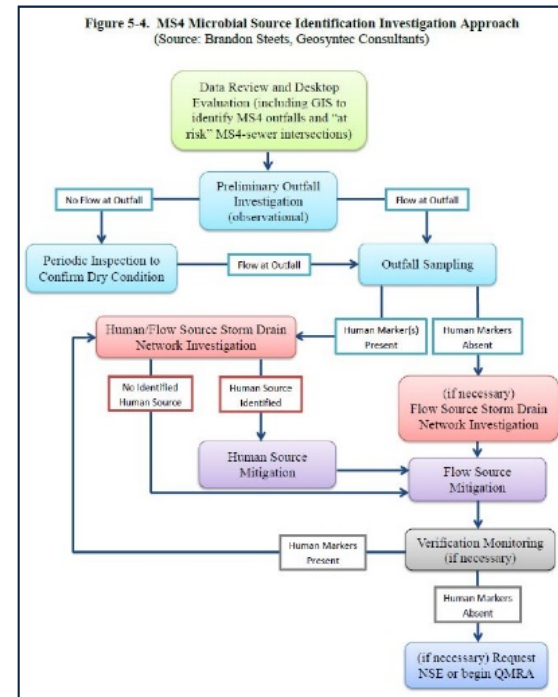 Figure 5-4. MS4 Microbial Source Identification Investigation Approach
(Source: Brandon Steets, Geosyntec Consultants)
Data Review and Desktop
Evaluation (including GIS to
identify MS4 outfalls and “at
risk” MS4-sewer intersections)
No Flow at Outfall
Preliminary Outfall
Investigation
(observational)
Flow at Outfall
Periodic Inspection to
Confirm Dry Condition
Flow at Outfall
Outfall Sampling
Human/Flow Source Storm Drain
Network Investigation
Human Marker(s)
Present
Human Markers
Absent
No Identified
Human Source
Human Source
Identified
(if necessary)
Flow Source Storm Drain
Network Investigation
Human Source
Mitigation
Flow Source
Mitigation
Human Markers
Present
Verification Monitoring
(if necessary)
Human Markers
Absent
(if necessary) Request
NSE or begin QMRA